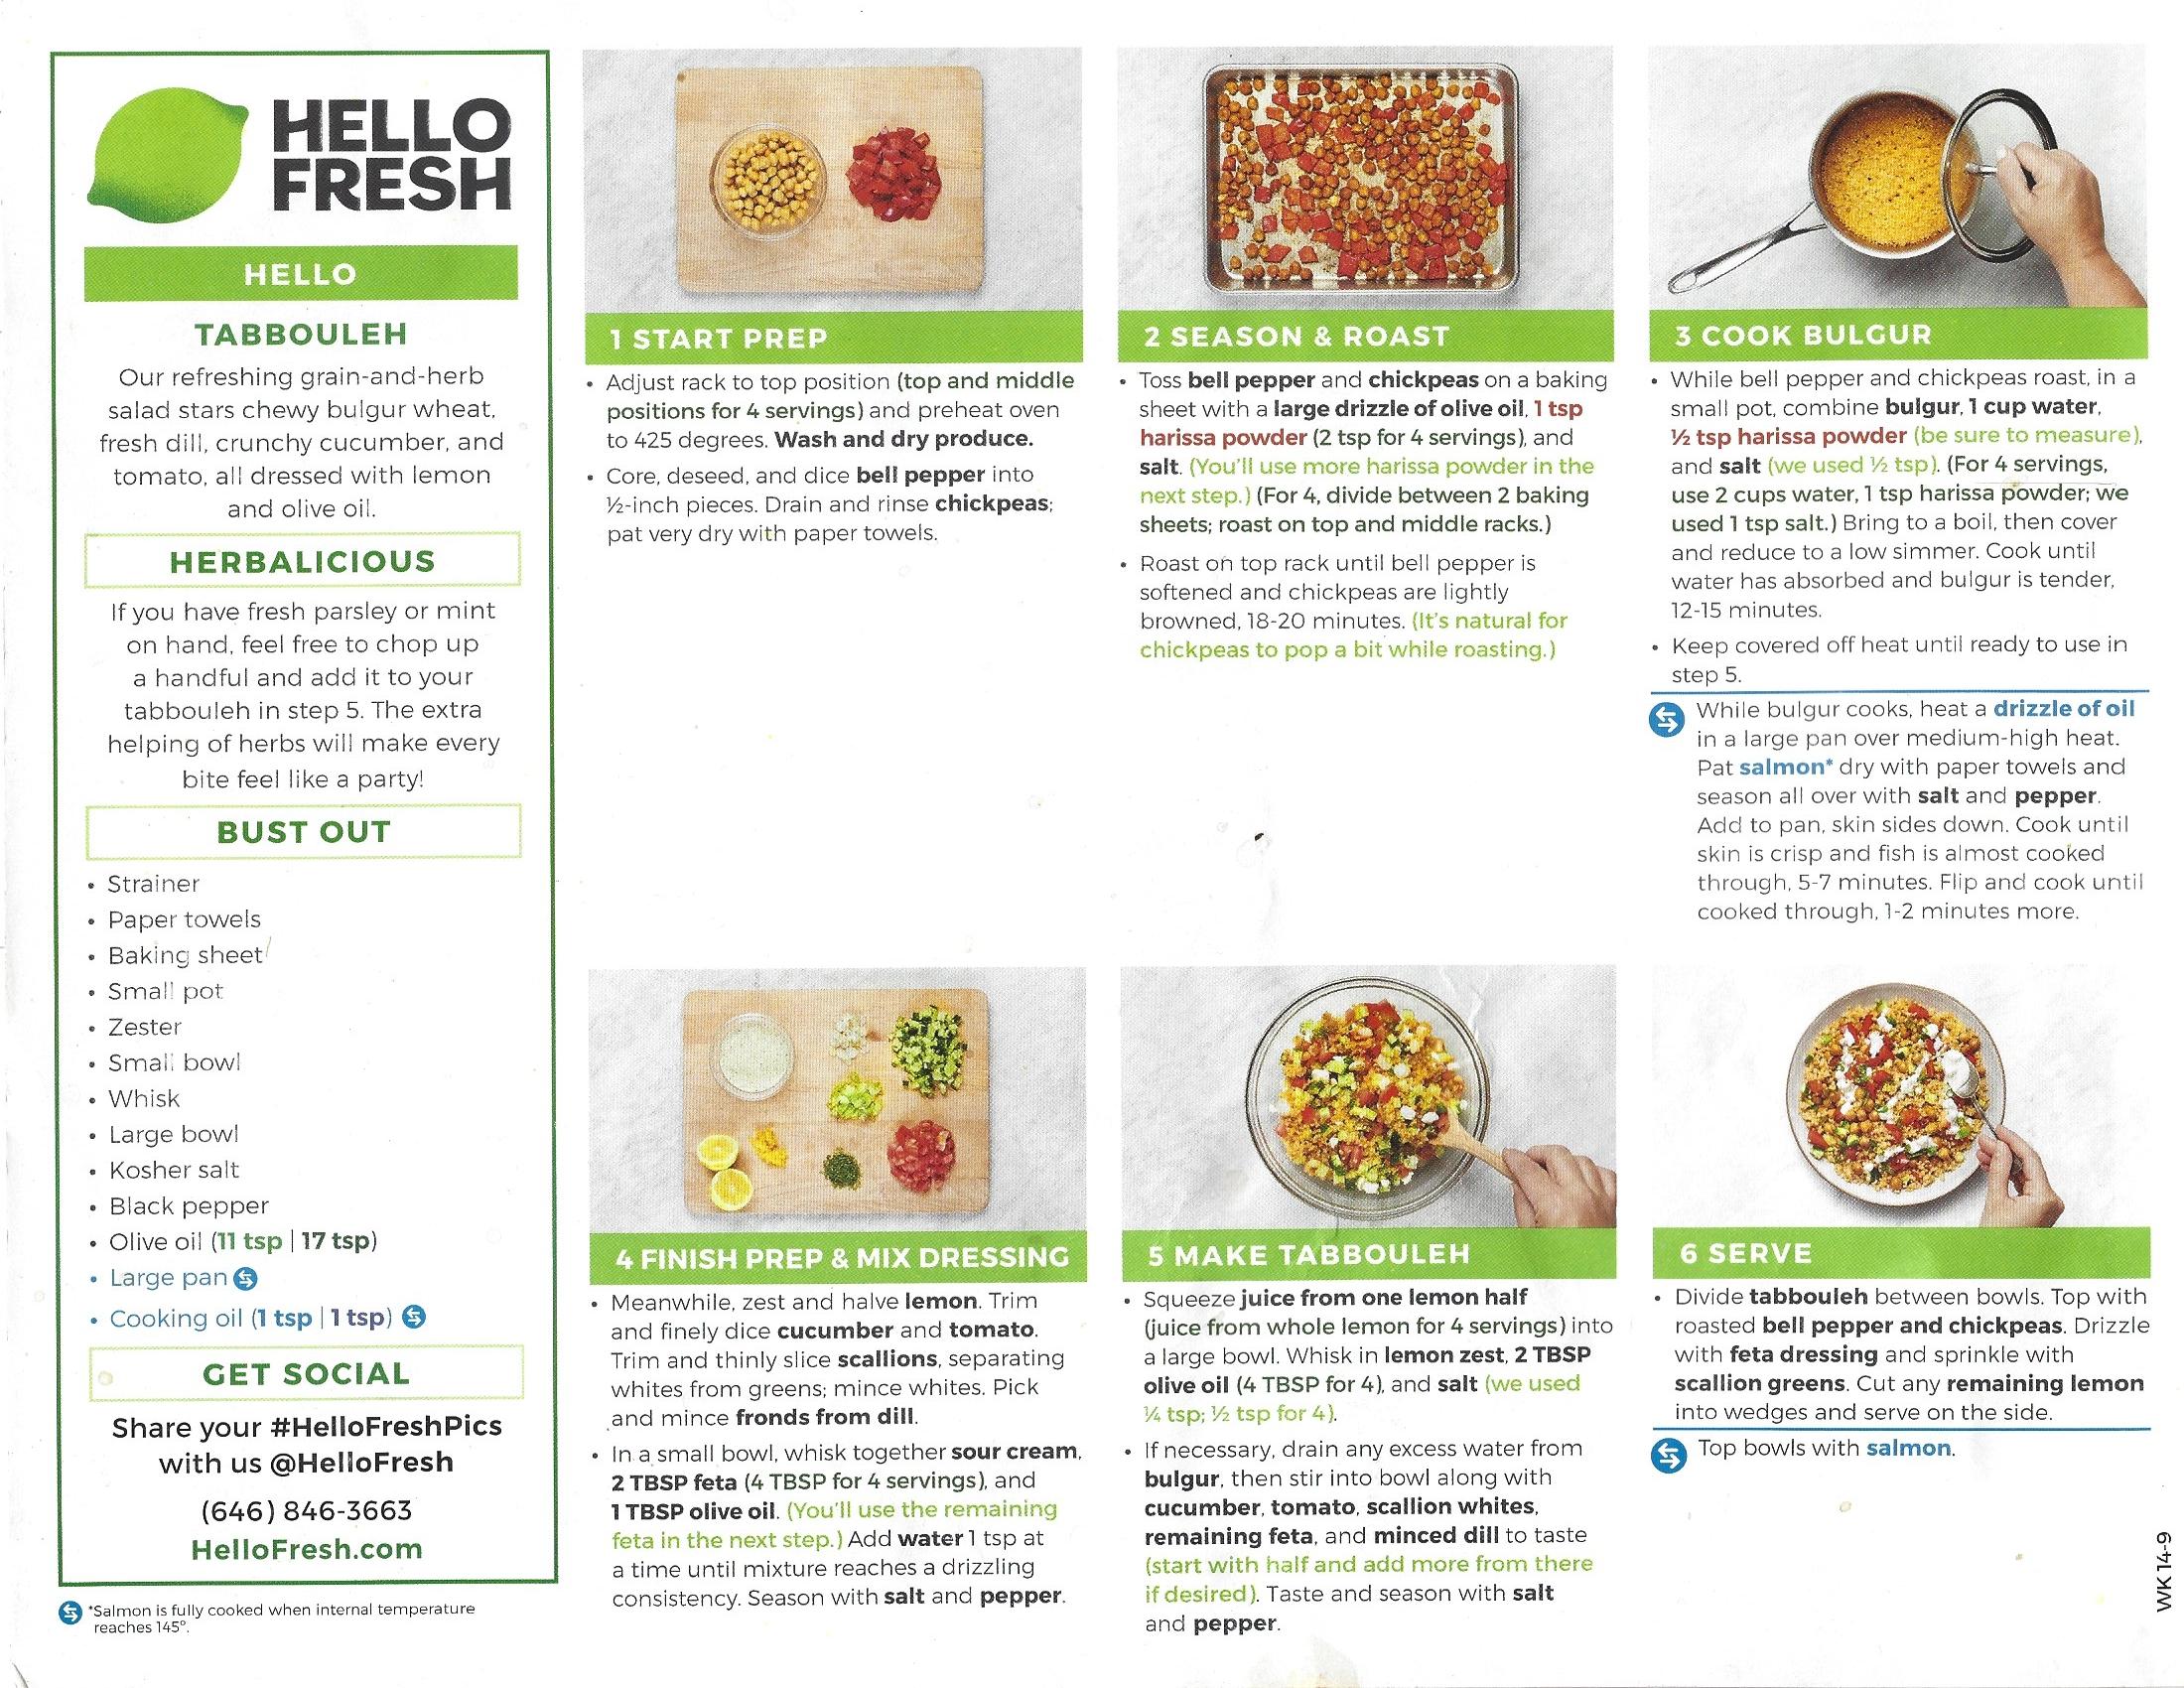 HELLO
FRESH
HELLO
TABBOULEH
Our refreshing grain-and-herb
salad stars chewy bulgur wheat,
fresh dill, crunchy cucumber, and
tomato, all dressed with lemon
and olive oil.
HERBALICIOUS
If you have fresh parsley or mint
on hand, feel free to chop up
a handful and add it to your
tabbouleh in step 5. The extra
helping of herbs will make every
bite feel like a party!
BUST OUT
• Strainer
• Paper towels
• Baking sheet
• Small pot
• Zester
• Small bowl
• Whisk
• Large bowl
• Kosher salt
• Black pepper
• Olive oil (11 tsp | 17 tsp)
• Large pan
• Cooking oil (1 tsp | 1 tsp)
GET SOCIAL
Share your #HelloFreshPics
with us @HelloFresh
(646) 846-3663
HelloFresh.com
*Salmon is fully cooked when internal temperature
reaches 145°.
1 START PREP
• Adjust rack to top position (top and middle
positions for 4 servings) and preheat oven
to 425 degrees. Wash and dry produce.
• Core, deseed, and dice bell pepper into
½-inch pieces. Drain and rinse chickpeas;
pat very dry with paper towels.
2 SEASON & ROAST
• Toss bell pepper and chickpeas on a baking
sheet with a large drizzle of olive oil, 1 tsp
harissa powder (2 tsp for 4 servings), and
salt. (You'll use more harissa powder in the
next step.) (For 4, divide between 2 baking
sheets; roast on top and middle racks.)
• Roast on top rack until bell pepper is
softened and chickpeas are lightly
browned, 18-20 minutes. (It's natural for
chickpeas to pop a bit while roasting.)
3 COOK BULGUR
• While bell pepper and chickpeas roast, in a
small pot, combine bulgur, 1 cup water,
½ tsp harissa powder (be sure to measure),
and salt (we used ½ tsp). (For 4 servings,
use 2 cups water, 1 tsp harissa powder; we
used 1 tsp salt.) Bring to a boil, then cover
and reduce to a low simmer. Cook until
water has absorbed and bulgur is tender,
12-15 minutes.
• Keep covered off heat until ready to use in
step 5.
While bulgur cooks, heat a drizzle of oil
in a large pan over medium-high heat.
Pat salmon* dry with paper towels and
season all over with salt and pepper.
Add to pan, skin sides down. Cook until
skin is crisp and fish is almost cooked
through, 5-7 minutes. Flip and cook until
cooked through, 1-2 minutes more.
4 FINISH PREP & MIX DRESSING
• Meanwhile, zest and halve lemon. Trim
and finely dice cucumber and tomato.
Trim and thinly slice scallions, separating
whites from greens; mince whites. Pick
and mince fronds from dill.
• In a small bowl, whisk together sour cream,
2 TBSP feta (4 TBSP for 4 servings), and
1 TBSP olive oil. (You'll use the remaining
feta in the next step.) Add water 1 tsp at
a time until mixture reaches a drizzling
consistency. Season with salt and pepper.
5 MAKE TABBOULEH
• Squeeze juice from one lemon half
(juice from whole lemon for 4 servings) into
a large bowl. Whisk in lemon zest, 2 TBSP
olive oil (4 TBSP for 4), and salt (we used
¼ tsp; ½ tsp for 4).
• If necessary, drain any excess water from
bulgur, then stir into bowl along with
cucumber, tomato, scallion whites,
remaining feta, and minced dill to taste
(start with half and add more from there
if desired). Taste and season with salt
and pepper.
6 SERVE
• Divide tabbouleh between bowls. Top with
roasted bell pepper and chickpeas. Drizzle
with feta dressing and sprinkle with
scallion greens. Cut any remaining lemon
into wedges and serve on the side.
Top bowls with salmon.
WK 14-9